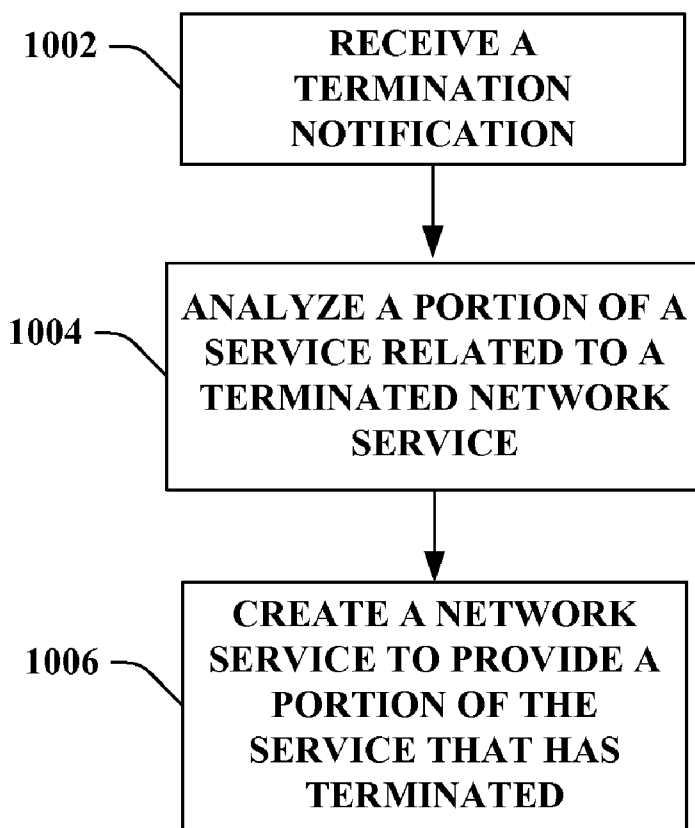 1002
RECEIVE A
TERMINATION
NOTIFICATION
1004
ANALYZE A PORTION OF A
SERVICE RELATED TO A
TERMINATED NETWORK
SERVICE
1006
CREATE A NETWORK
SERVICE TO PROVIDE A
PORTION OF THE
SERVICE THAT HAS
TERMINATED